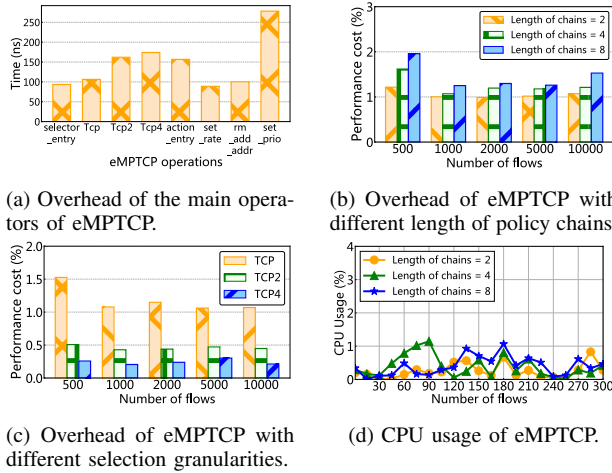 (a)
Time (ns)
250
200
150
100
50
0
selector
_entry
Tcp
Tcp2
Tcp4
action
_entry
set
_rate
rm
_add
_addr
set
_prio
eMPTCP operations
(b)
Performance cost (%)
3
2
1
0
Length of chains = 2
Length of chains = 4
Length of chains = 8
500
1000
2000
5000
10000
Number of flows
(a) Overhead of the main opera-
tors of eMPTCP.
(b) Overhead of eMPTCP with
different length of policy chains
(c)
Performance cost (%)
2.0
1.5
1.0
0.5
0.0
TCP
TCP2
TCP4
500
1000
2000
5000
10000
Number of flows
(d)
CPU Usage (%)
4
3
2
1
0
Length of chains = 2
Length of chains = 4
Length of chains = 8
30 60 90 120 150 180 210 240 270 300
Number of flows
(c) Overhead of eMPTCP with
different selection granularities.
(d) CPU usage of eMPTCP.